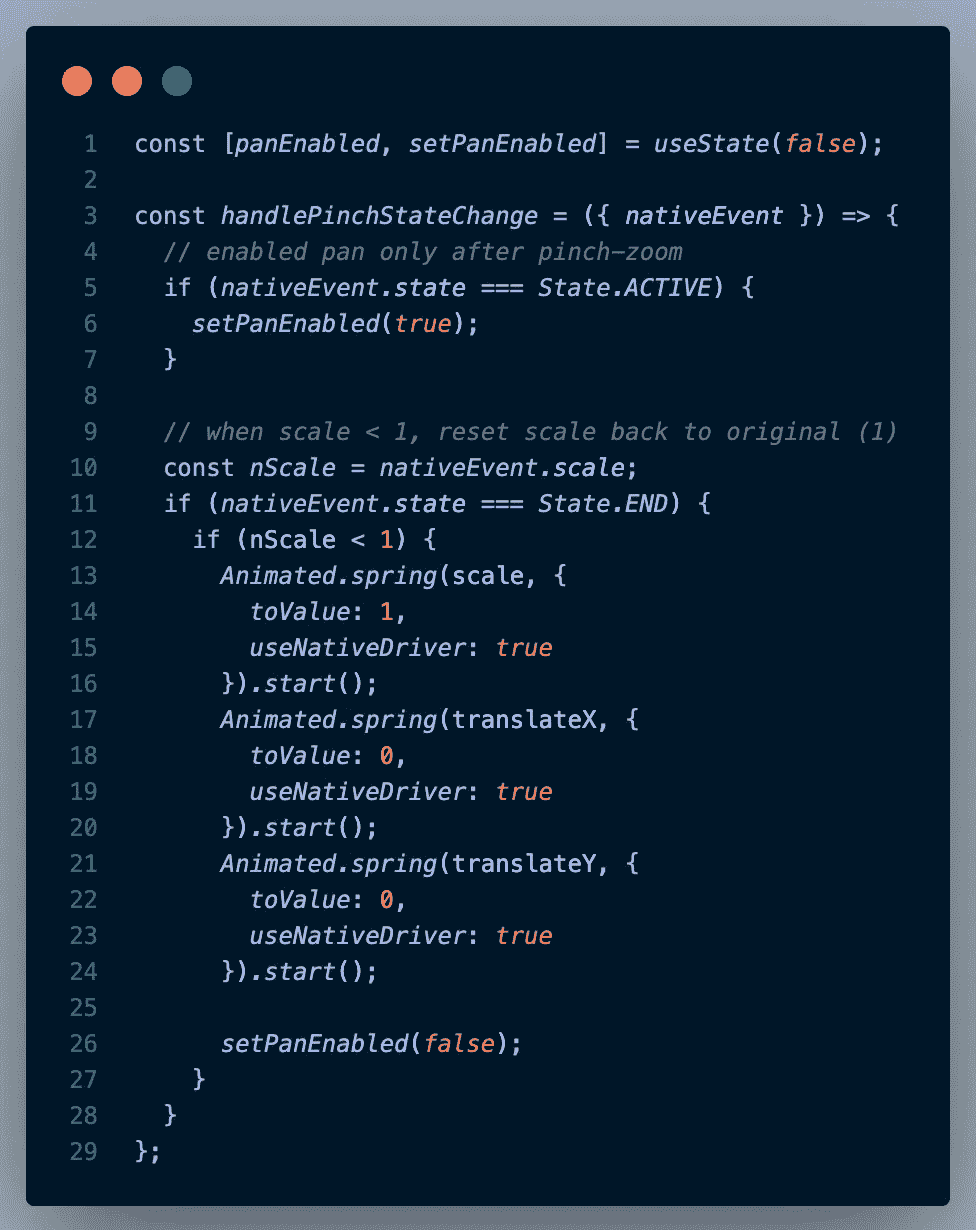 1 const [panEnabled, setPanEnabled] = useState(false);
2
3 const handlePinchStateChange = ({ nativeEvent }) => {
4   // enabled pan only after pinch-zoom
5   if (nativeEvent.state === State.ACTIVE) {
6     setPanEnabled(true);
7   }
8
9   // when scale < 1, reset scale back to original (1)
10   const nScale = nativeEvent.scale;
11   if (nativeEvent.state === State.END) {
12     if (nScale < 1) {
13       Animated.spring(scale, {
14         toValue: 1,
15         useNativeDriver: true
16       }).start();
17       Animated.spring(translateX, {
18         toValue: 0,
19         useNativeDriver: true
20       }).start();
21       Animated.spring(translateY, {
22         toValue: 0,
23         useNativeDriver: true
24       }).start();
25
26       setPanEnabled(false);
27     }
28   }
29 };